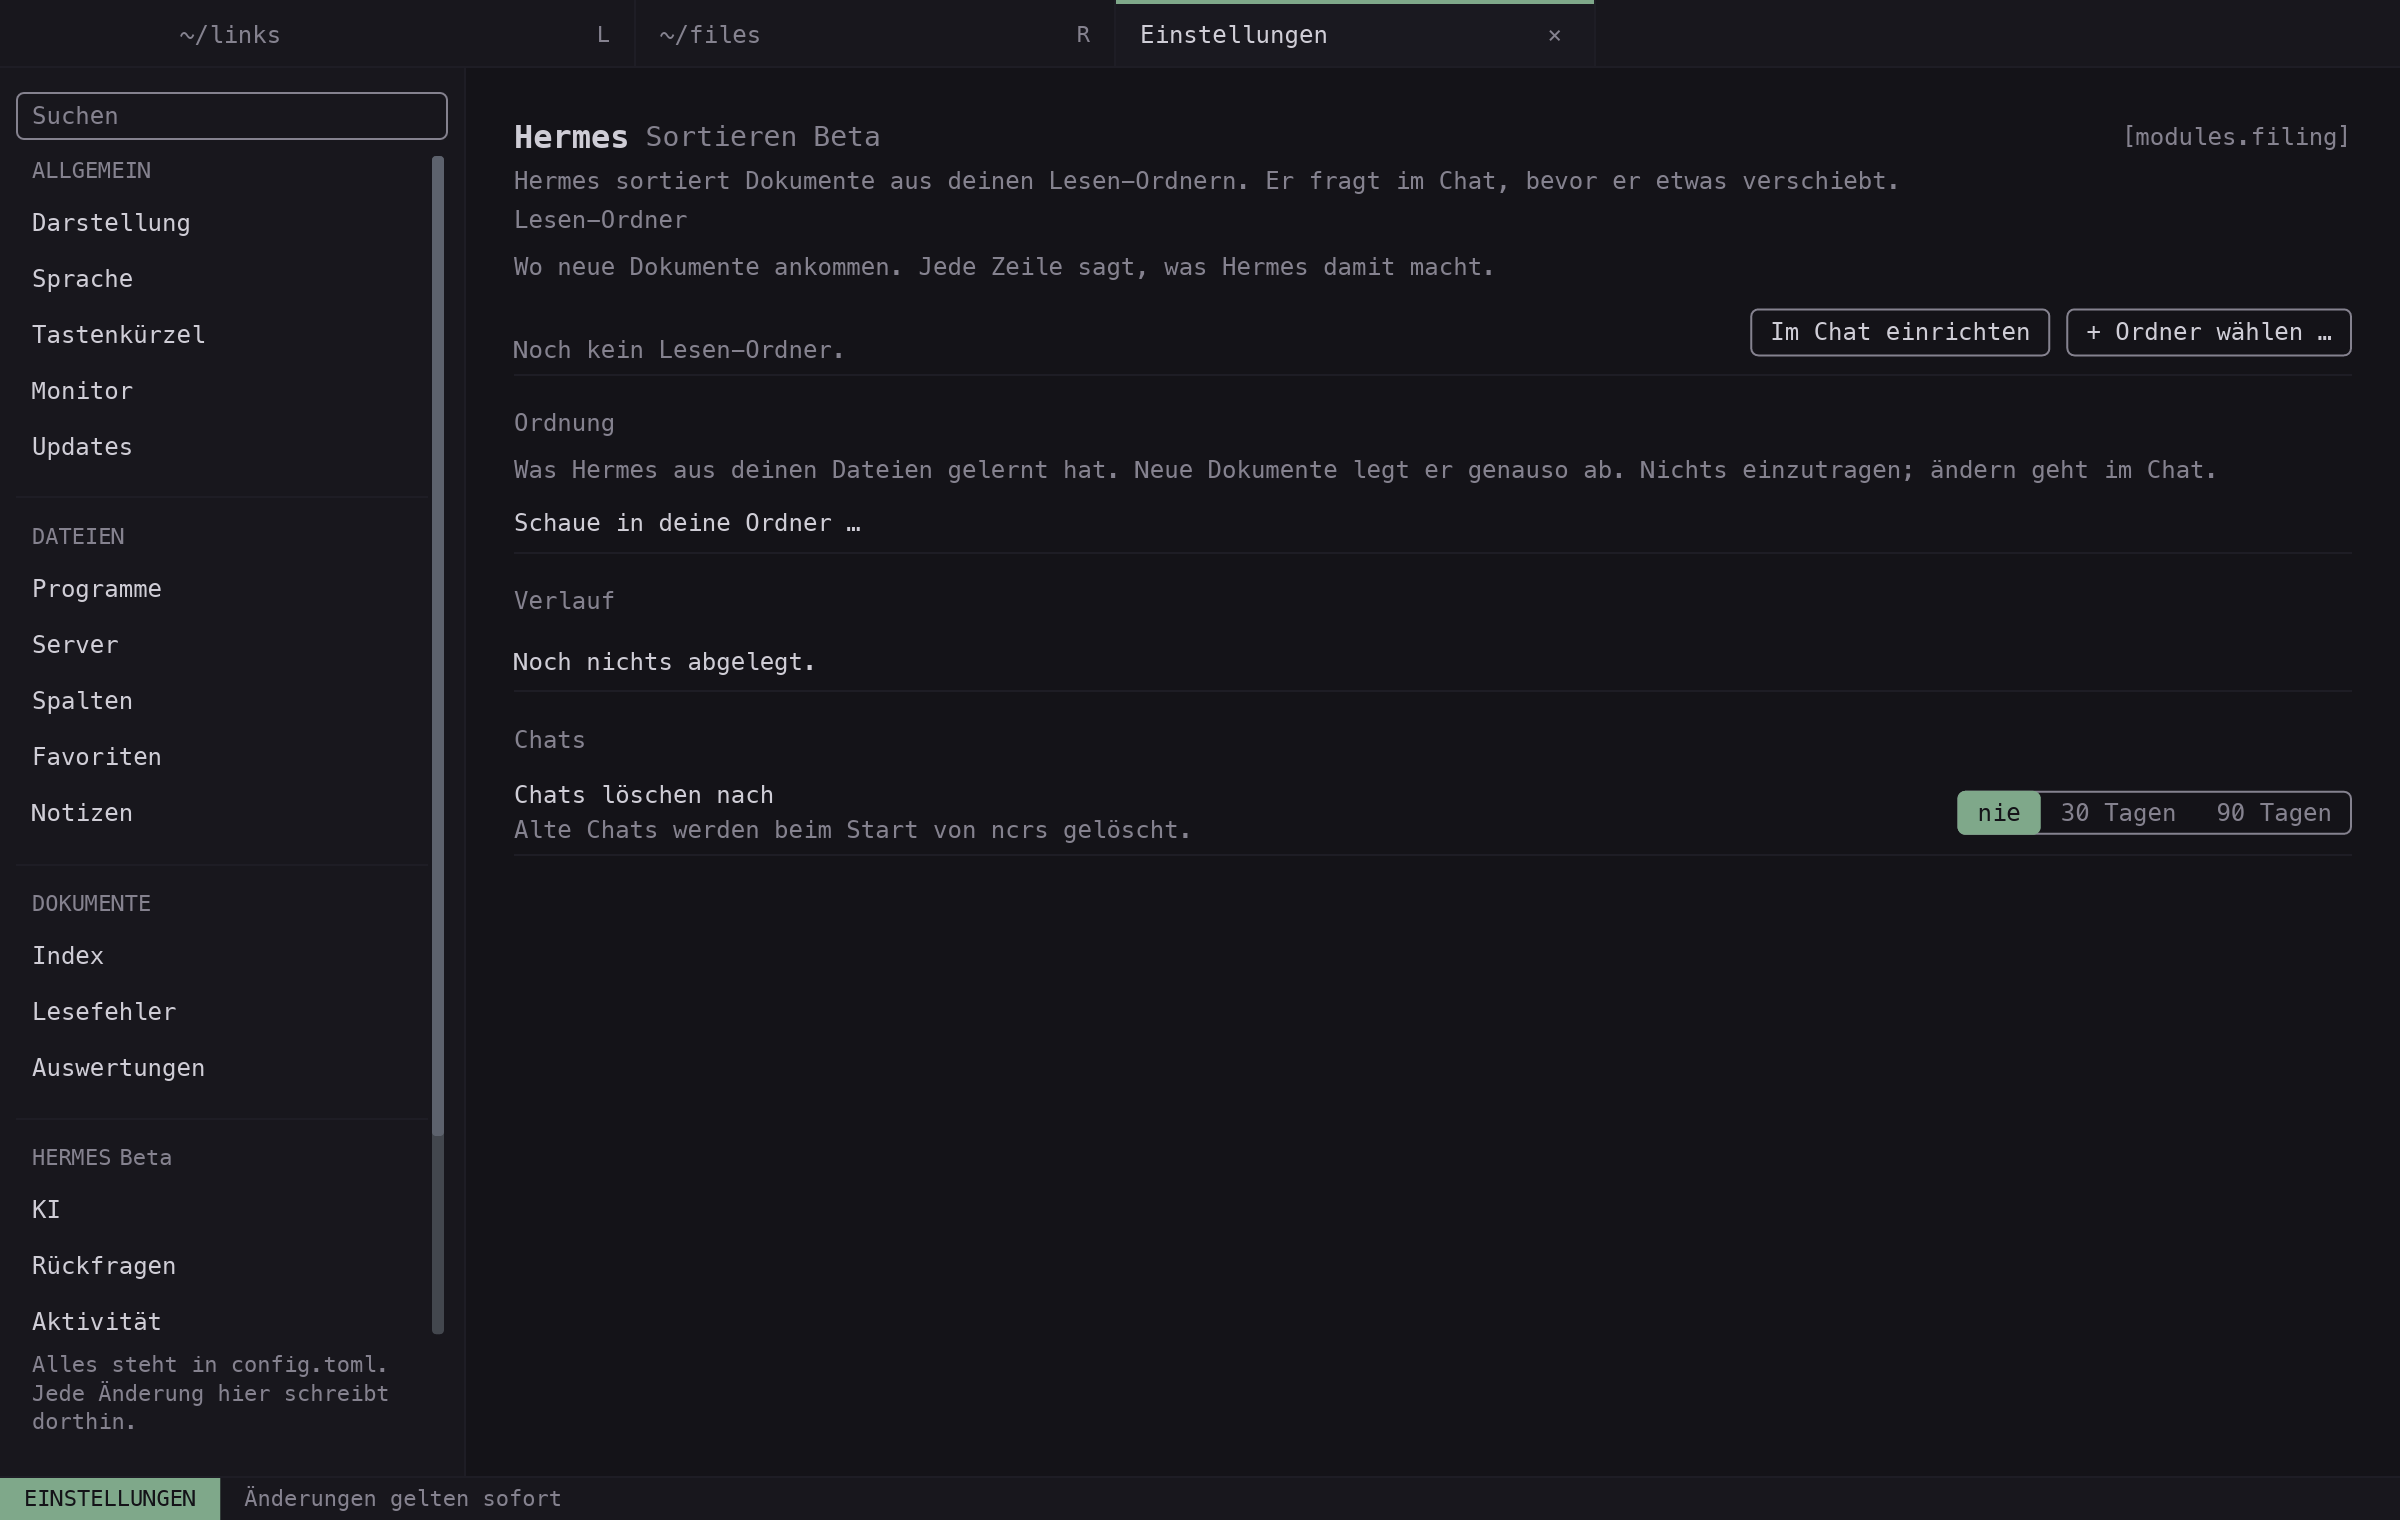 ~/links L ~/files R Einstellungen ×
Suchen
ALLGEMEIN
Darstellung
Sprache
Tastenkürzel
Monitor
Updates
DATEIEN
Programme
Server
Spalten
Favoriten
Notizen
DOKUMENTE
Index
Lesefehler
Auswertungen
HERMES Beta
KI
Rückfragen
Aktivität
Alles steht in config.toml.
Jede Änderung hier schreibt
dorthin.
Hermes Sortieren Beta [modules.filing]
Hermes sortiert Dokumente aus deinen Lesen-Ordnern. Er fragt im Chat, bevor er etwas verschiebt.
Lesen-Ordner
Wo neue Dokumente ankommen. Jede Zeile sagt, was Hermes damit macht.
Noch kein Lesen-Ordner. Im Chat einrichten + Ordner wählen …
Ordnung
Was Hermes aus deinen Dateien gelernt hat. Neue Dokumente legt er genauso ab. Nichts einzutragen; ändern geht im Chat.
Schaue in deine Ordner …
Verlauf
Noch nichts abgelegt.
Chats
Chats löschen nach
Alte Chats werden beim Start von ncrs gelöscht.
nie 30 Tagen 90 Tagen
EINSTELLUNGEN Änderungen gelten sofort